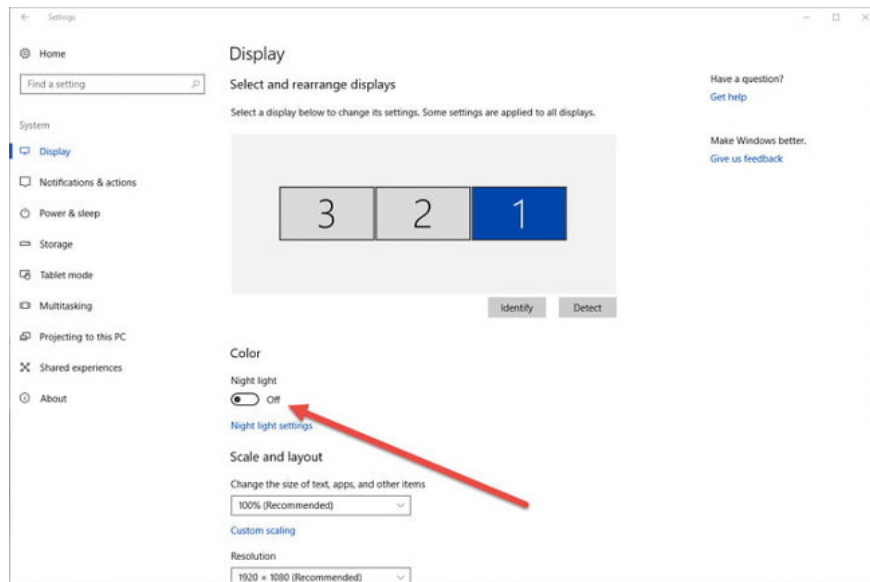 Settings
Home
Find a setting
System
Display
Notifications & actions
Power & sleep
Storage
Tablet mode
Multitasking
Projecting to this PC
Shared experiences
About
Display
Select and rearrange displays
Select a display below to change its settings. Some settings are applied to all displays.
3 2 1
Identify Detect
Color
Night light
Off
Night light settings
Scale and layout
Change the size of text, apps, and other items
100% (Recommended)
Custom scaling
Resolution
1920 × 1080 (Recommended)
Have a question?
Get help
Make Windows better.
Give us feedback